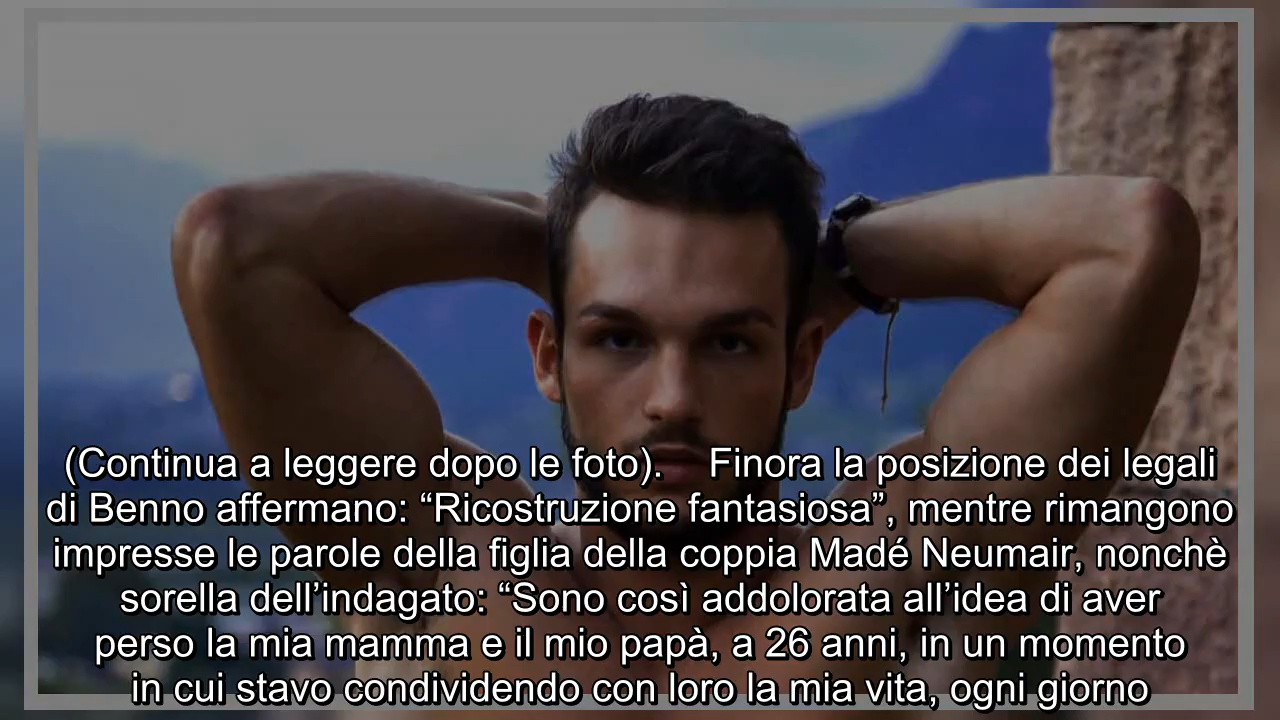 (Continua a leggere dopo le foto).    Finora la posizione dei legali
di Benno affermano: “Ricostruzione fantasiosa”, mentre rimangono
impresse le parole della figlia della coppia Madé Neumair, nonchè
sorella dell’indagato: “Sono così addolorata all’idea di aver
perso la mia mamma e il mio papà, a 26 anni, in un momento
in cui stavo condividendo con loro la mia vita, ogni giorno